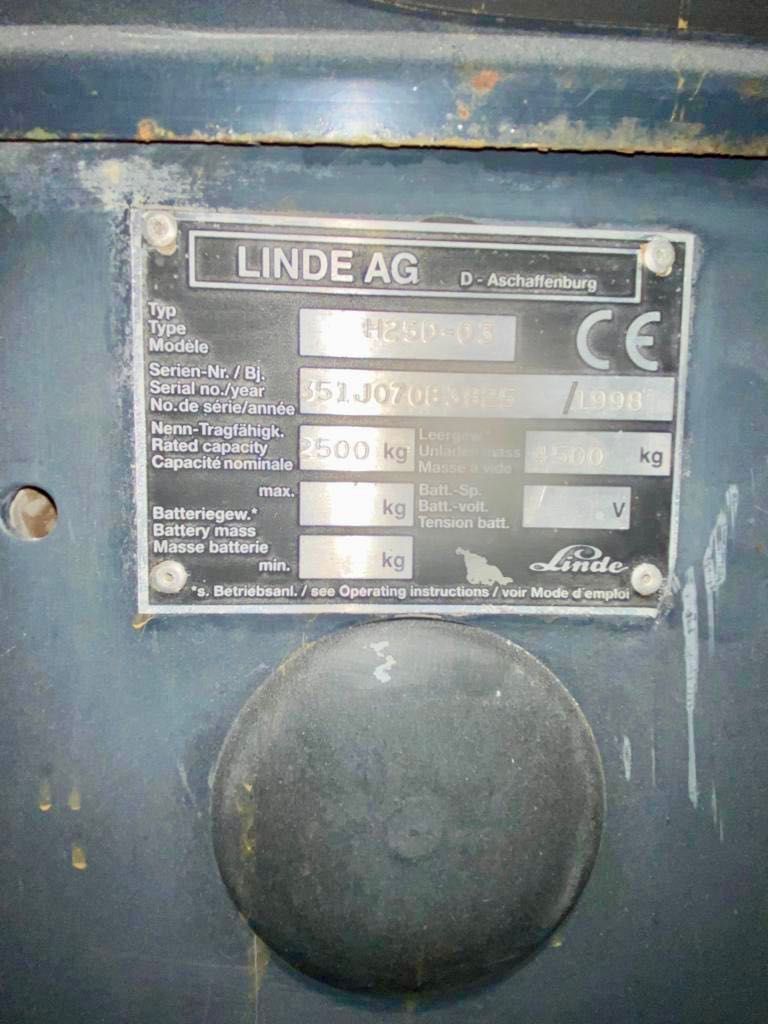 LINDE AG D - Aschaffenburg
Typ
Type
Modèle
H25D-03
CE
Serien-Nr. / Bj.
Serial no./year
No.de série/année
/1998
Nenn-Tragfähigk.
Rated capacity
Capacité nominale
2500 kg
Leergew.*
Unladen mass
Masse à vide
kg
max.
kg
Batteriegew.*
Battery mass
Masse batterie
min.
kg
Batt.-Sp.
Batt.-volt.
Tension batt.
V
Linde
*s. Betriebsanl. / see Operating instructions / voir Mode d'emploi